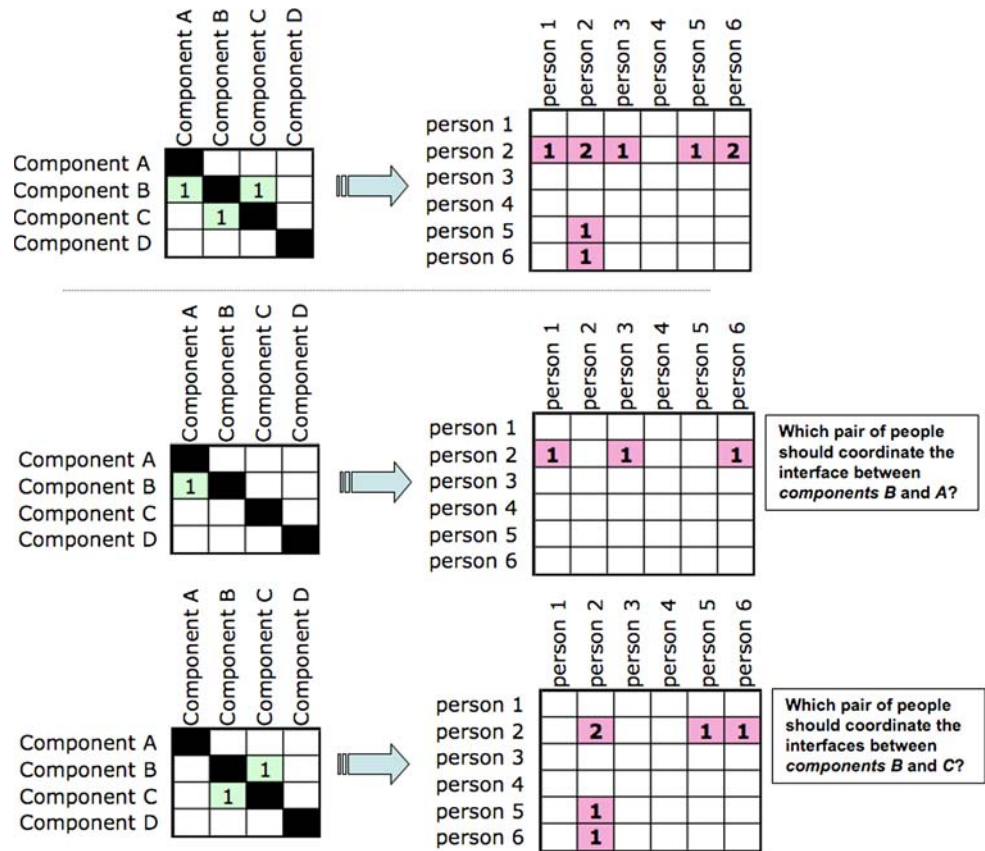 Component A
Component B
Component C
Component D
person 1
person 2
person 3
person 4
person 5
person 6
Component A
Component B 1 1
Component C 1
Component D
person 1
person 2 1 2 1 1 2
person 3
person 4
person 5 1
person 6 1
Component A
Component B
Component C
Component D
person 1
person 2
person 3
person 4
person 5
person 6
Component A
Component B 1
Component C
Component D
person 1
person 2 1 1 1
person 3
person 4
person 5
person 6
Which pair of people
should coordinate the
interface between
components B and A?
Component A
Component B
Component C
Component D
person 1
person 2
person 3
person 4
person 5
person 6
Component A
Component B 1
Component C 1
Component D
person 1
person 2 2 1 1
person 3
person 4
person 5 1
person 6 1
Which pair of people
should coordinate the
interfaces between
components B and C?